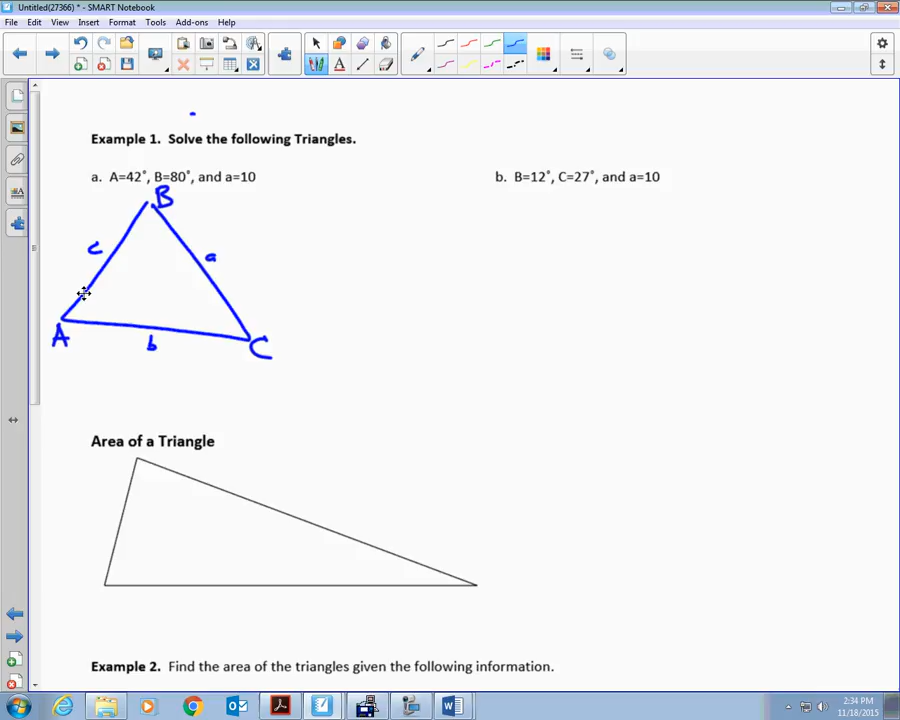 Untitled(27366) * - SMART Notebook
File Edit View Insert Format Tools Add-ons Help
Example 1. Solve the following Triangles.
a. A=42˚, B=80˚, and a=10
b. B=12˚, C=27˚, and a=10
B
c
a
A
b
C
Area of a Triangle
Example 2. Find the area of the triangles given the following information.
2:34 PM
11/18/2015